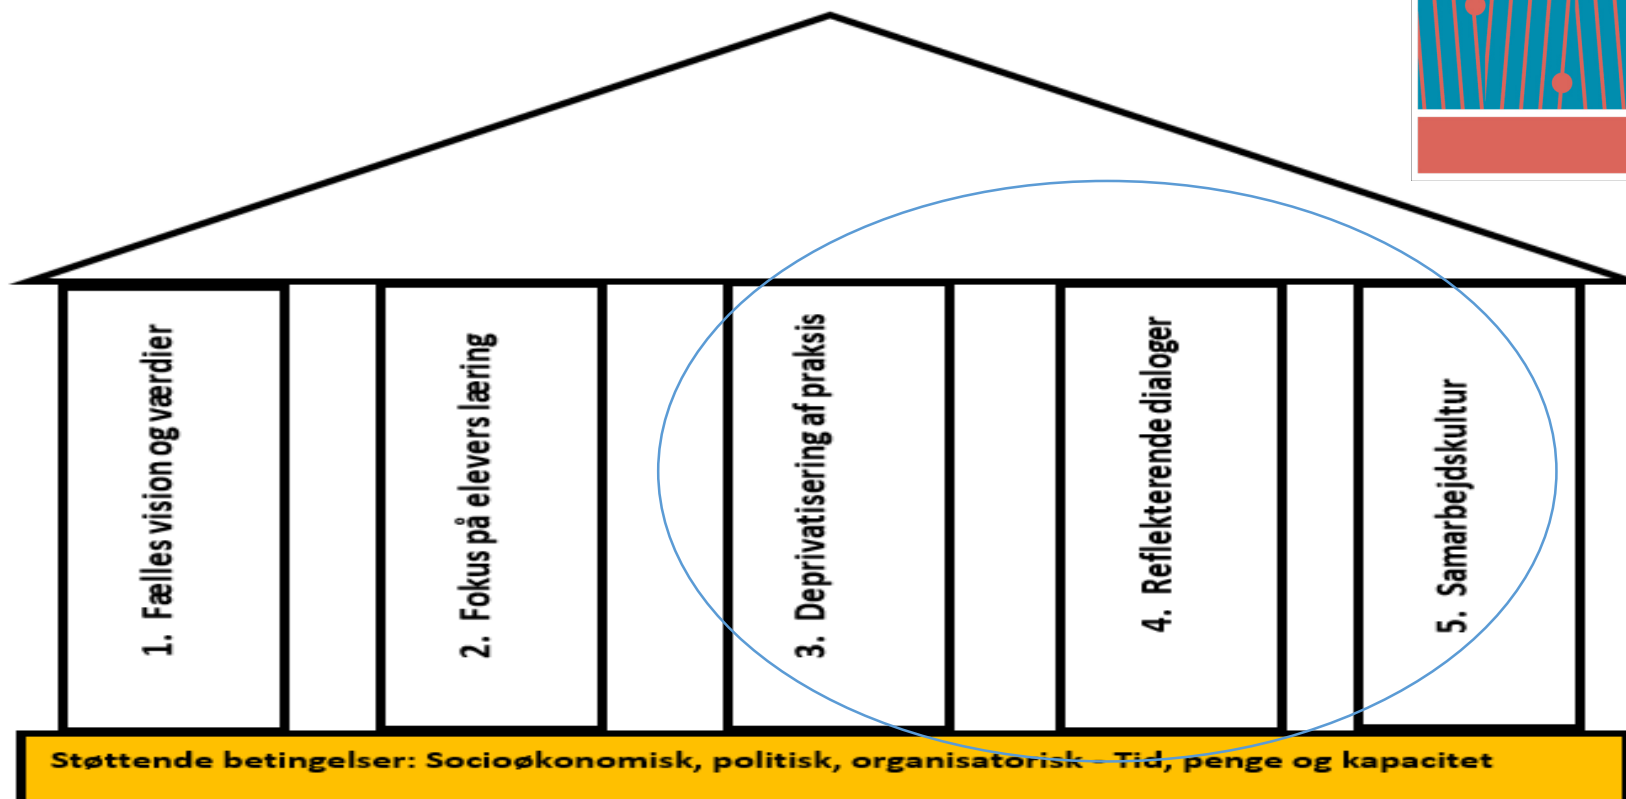 1. Fælles vision og værdier
2. Fokus på elevers læring
3. Deprivatisering af praksis
4. Reflekterende dialoger
5. Samarbejdskultur
Støttende betingelser: Socioøkonomisk, politisk, organisatorisk - Tid, penge og kapacitet